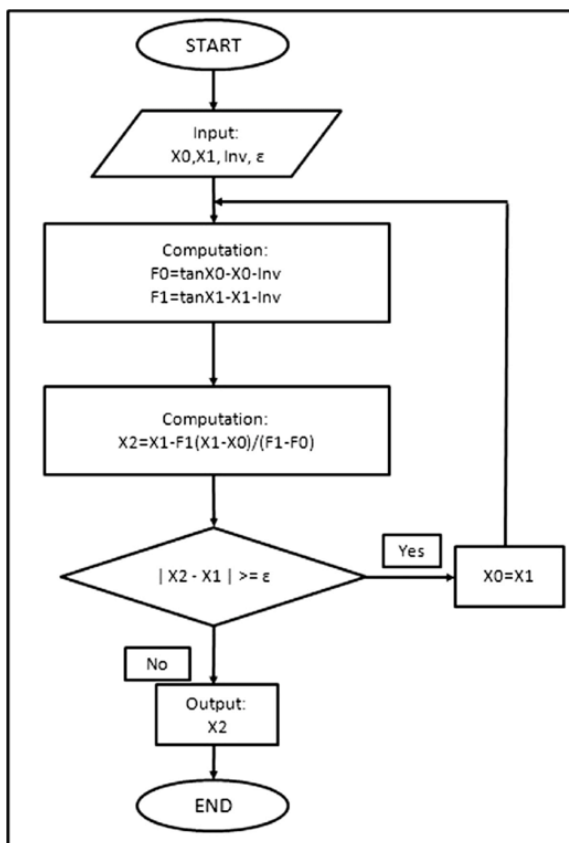 START
Input:
X0,X1, Inv, ε
Computation:
F0=tanX0-X0-Inv
F1=tanX1-X1-Inv
Computation:
X2=X1-F1(X1-X0)/(F1-F0)
| X2 - X1 | >= ε
Yes
X0=X1
No
Output:
X2
END